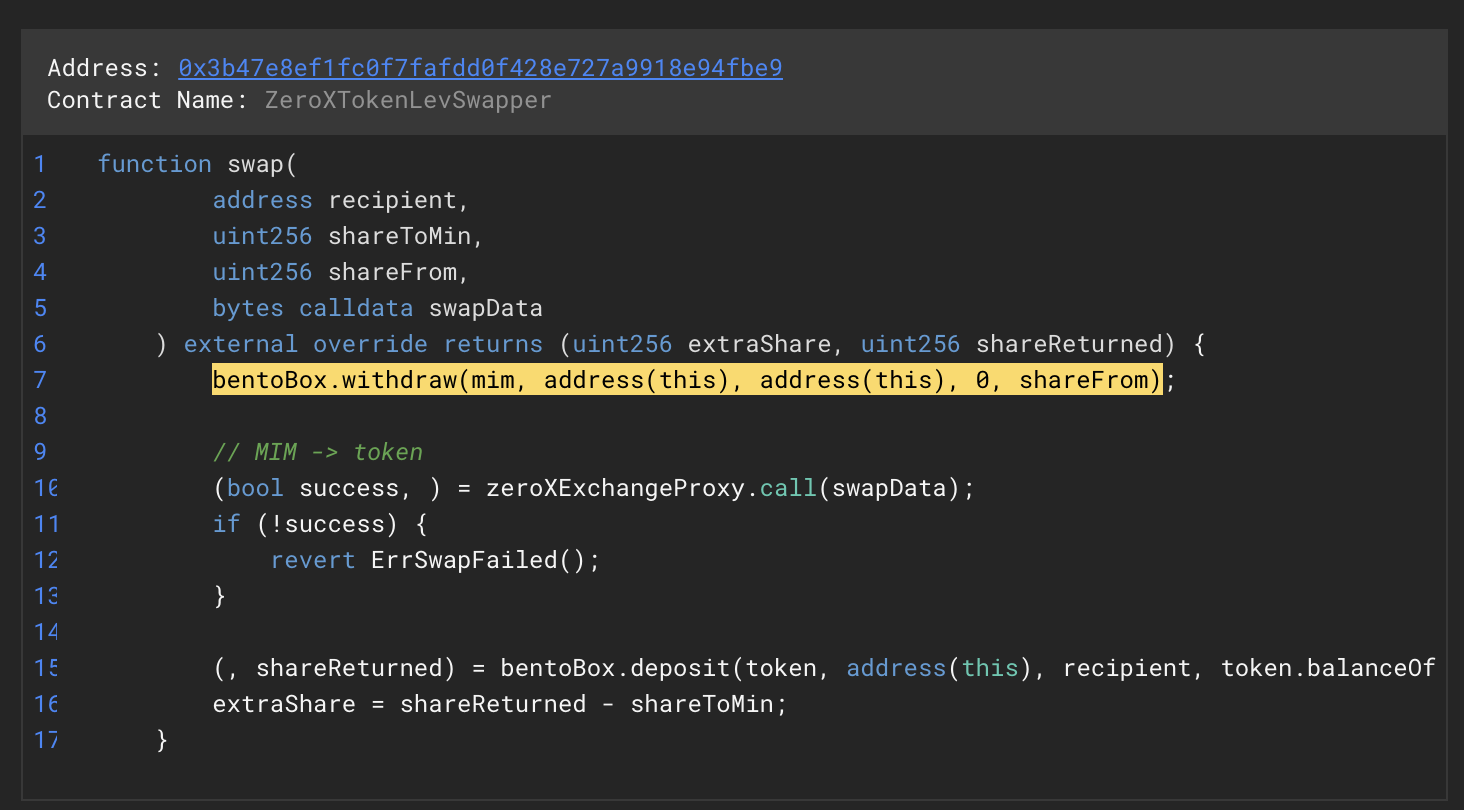 Address: 0x3b47e8ef1fc0f7fafdd0f428e727a9918e94fbe9
Contract Name: ZeroXTokenLevSwapper
1 function swap(
2 address recipient,
3 uint256 shareToMin,
4 uint256 shareFrom,
5 bytes calldata swapData
6 ) external override returns (uint256 extraShare, uint256 shareReturned) {
7 bentoBox.withdraw(mim, address(this), address(this), 0, shareFrom);
8
9 // MIM -> token
10 (bool success, ) = zeroXExchangeProxy.call(swapData);
11 if (!success) {
12 revert ErrSwapFailed();
13 }
14
15 (, shareReturned) = bentoBox.deposit(token, address(this), recipient, token.balanceOf
16 extraShare = shareReturned - shareToMin;
17 }